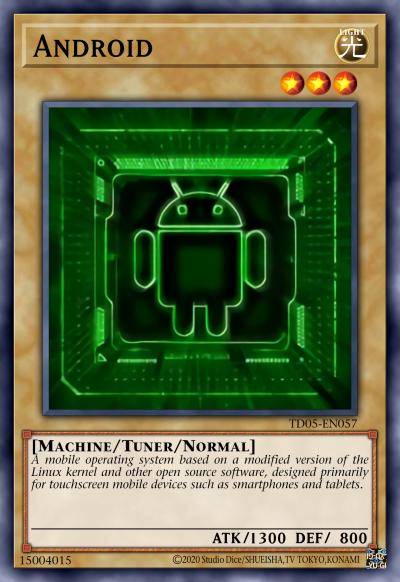 ANDROID
LIGHT
光
TD05-EN057
[MACHINE/TUNER/NORMAL]
A mobile operating system based on a modified version of the
Linux kernel and other open source software, designed primarily
for touchscreen mobile devices such as smartphones and tablets.
ATK/1300 DEF/ 800
15004015
©2020 Studio Dice/SHUEISHA,TV TOKYO,KONAMI